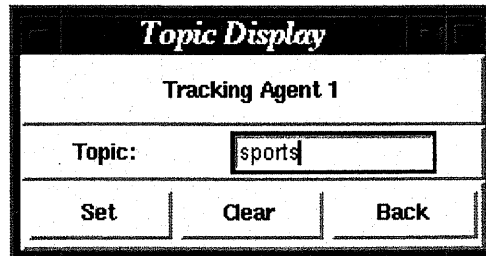 Topic Display
Tracking Agent 1
Topic: sports
Set Clear Back